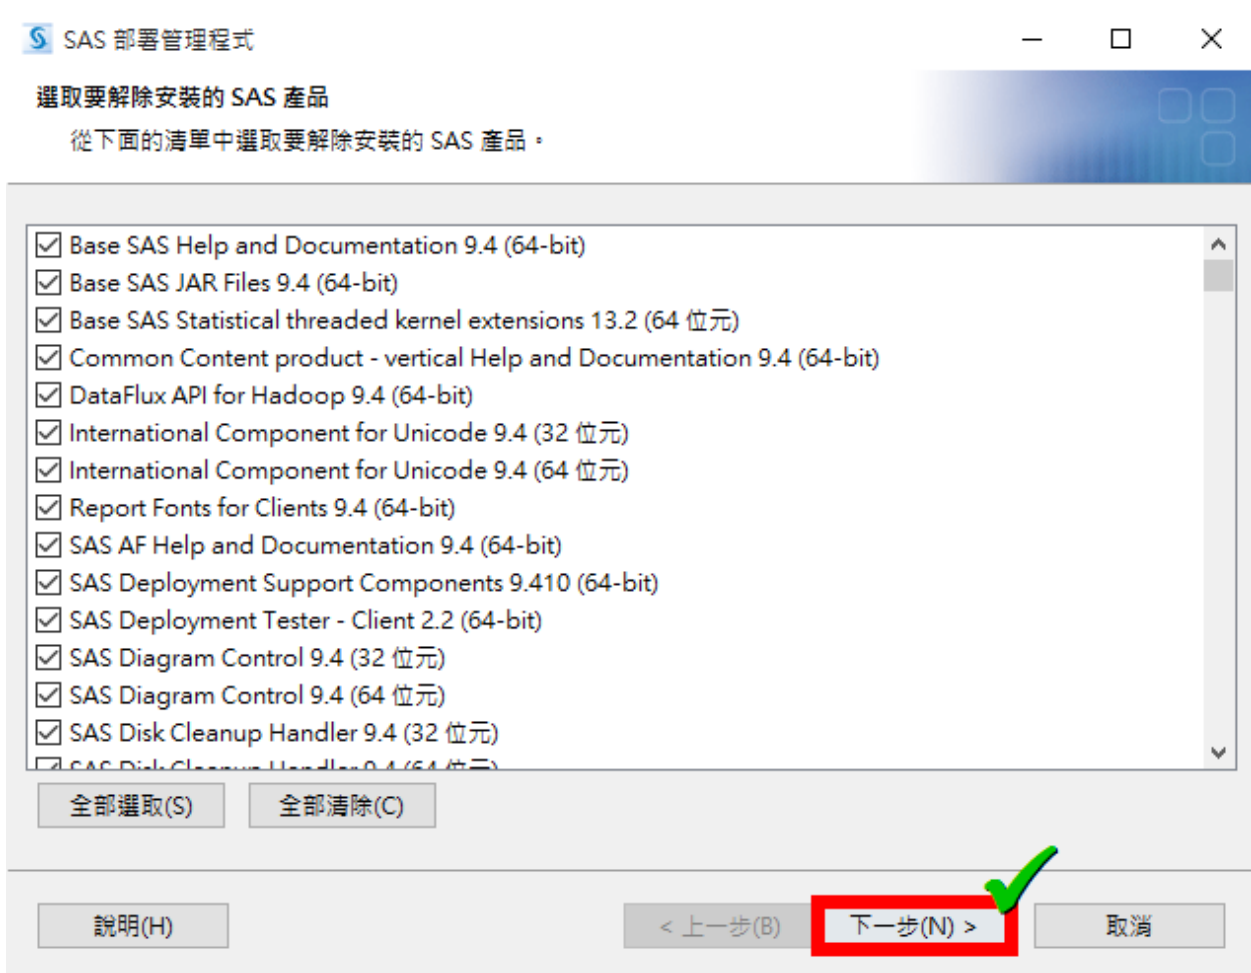 SAS 部署管理程式
選取要解除安裝的 SAS 產品
從下面的清單中選取要解除安裝的 SAS 產品。
Base SAS Help and Documentation 9.4 (64-bit)
Base SAS JAR Files 9.4 (64-bit)
Base SAS Statistical threaded kernel extensions 13.2 (64 位元)
Common Content product - vertical Help and Documentation 9.4 (64-bit)
DataFlux API for Hadoop 9.4 (64-bit)
International Component for Unicode 9.4 (32 位元)
International Component for Unicode 9.4 (64 位元)
Report Fonts for Clients 9.4 (64-bit)
SAS AF Help and Documentation 9.4 (64-bit)
SAS Deployment Support Components 9.410 (64-bit)
SAS Deployment Tester - Client 2.2 (64-bit)
SAS Diagram Control 9.4 (32 位元)
SAS Diagram Control 9.4 (64 位元)
SAS Disk Cleanup Handler 9.4 (32 位元)
SAS Disk Cleanup Handler 9.4 (64 位元)
全部選取(S) 全部清除(C)
說明(H) < 上一步(B) 下一步(N) > 取消